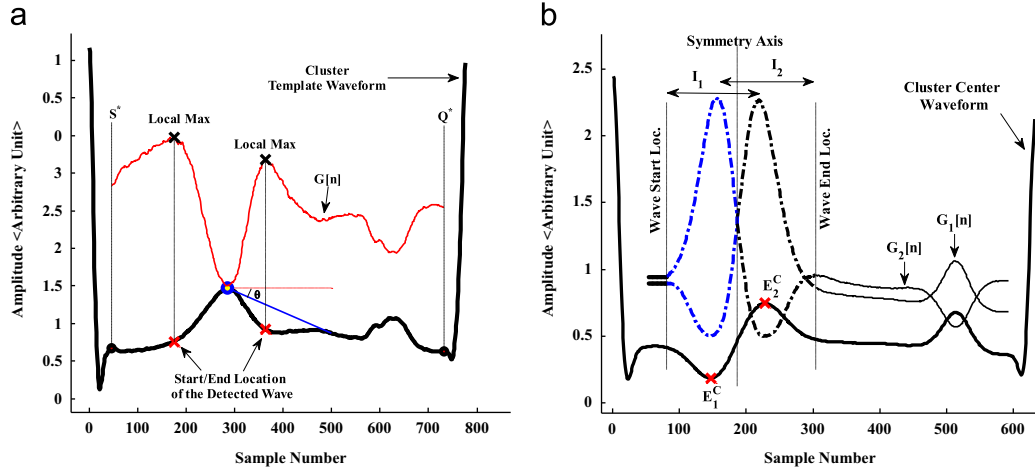 a
Amplitude <Arbitrary Unit>
1
0
3
2.5
2
1.5
1
0.5
0
0
100
200
300
400
500
600
700
800
Sample Number
S*
Local Max
Local Max
G[n]
θ
Cluster
Template Waveform
Q*
Start/End Location
of the Detected Wave
b
Amplitude <Arbitrary Unit>
2.5
2
1.5
1
0.5
0
0
100
200
300
400
500
600
Sample Number
Symmetry Axis
I₁
I₂
Wave Start Loc.
Wave End Loc.
Cluster Center
Waveform
G₁[n]
G₂[n]
E₂ᶜ
E₁ᶜ